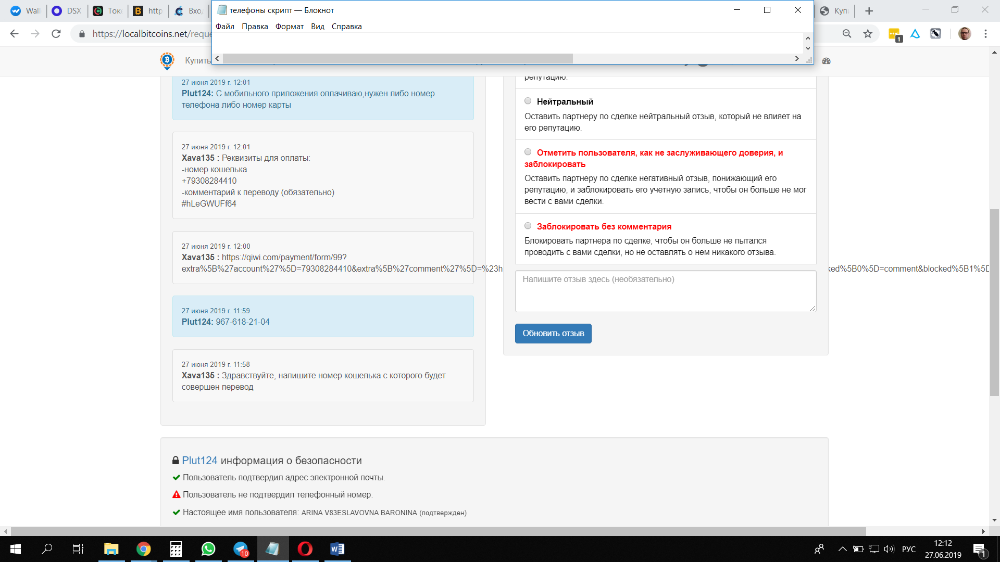 Wall
DSX
Токе
http
Вхо
телефоны скрипт — Блокнот
Купи
Файл Правка Формат Вид Справка
https://localbitcoins.net/reque
1
Купить
27 июня 2019 г. 12:01
Plut124: С мобильного приложения оплачиваю,нужен либо номер
телефона либо номер карты
27 июня 2019 г. 12:01
Xava135 : Реквизиты для оплаты:
-номер кошелька
+79308284410
-комментарий к переводу (обязательно)
#hLeGWUFf64
27 июня 2019 г. 12:00
Xava135 : https://qiwi.com/payment/form/99?
extra%5B%27account%27%5D=79308284410&extra%5B%27comment%27%5D=%23h
27 июня 2019 г. 11:59
Plut124: 967-618-21-04
27 июня 2019 г. 11:58
Xava135 : Здравствуйте, напишите номер кошелька с которого будет
совершен перевод
репутацию.
Нейтральный
Оставить партнеру по сделке нейтральный отзыв, который не влияет на
его репутацию.
Отметить пользователя, как не заслуживающего доверия, и
заблокировать
Оставить партнеру по сделке негативный отзыв, понижающий его
репутацию, и заблокировать его учетную запись, чтобы он больше не мог
вести с вами сделки.
Заблокировать без комментария
Блокировать партнера по сделке, чтобы он больше не пытался
проводить с вами сделки, но не оставлять о нем никакого отзыва.
ked%5B0%5D=comment&blocked%5B1%5D
Напишите отзыв здесь (необязательно)
Обновить отзыв
Plut124 информация о безопасности
Пользователь подтвердил адрес электронной почты.
Пользователь не подтвердил телефонный номер.
Настоящее имя пользователя: ARINA V83ESLAVOVNA BARONINA (подтвержден)
10
РУС
12:12
27.06.2019
1